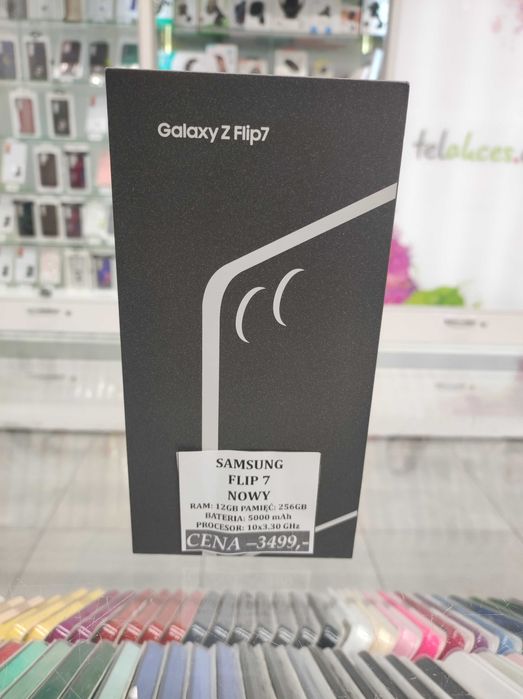 Galaxy Z Flip7
telakces.
SAMSUNG
FLIP 7
NOWY
RAM: 12GB PAMIĘĆ: 256GB
BATERIA: 5000 mAh
PROCESOR: 10x3.30 GHz
CENA –3499,-